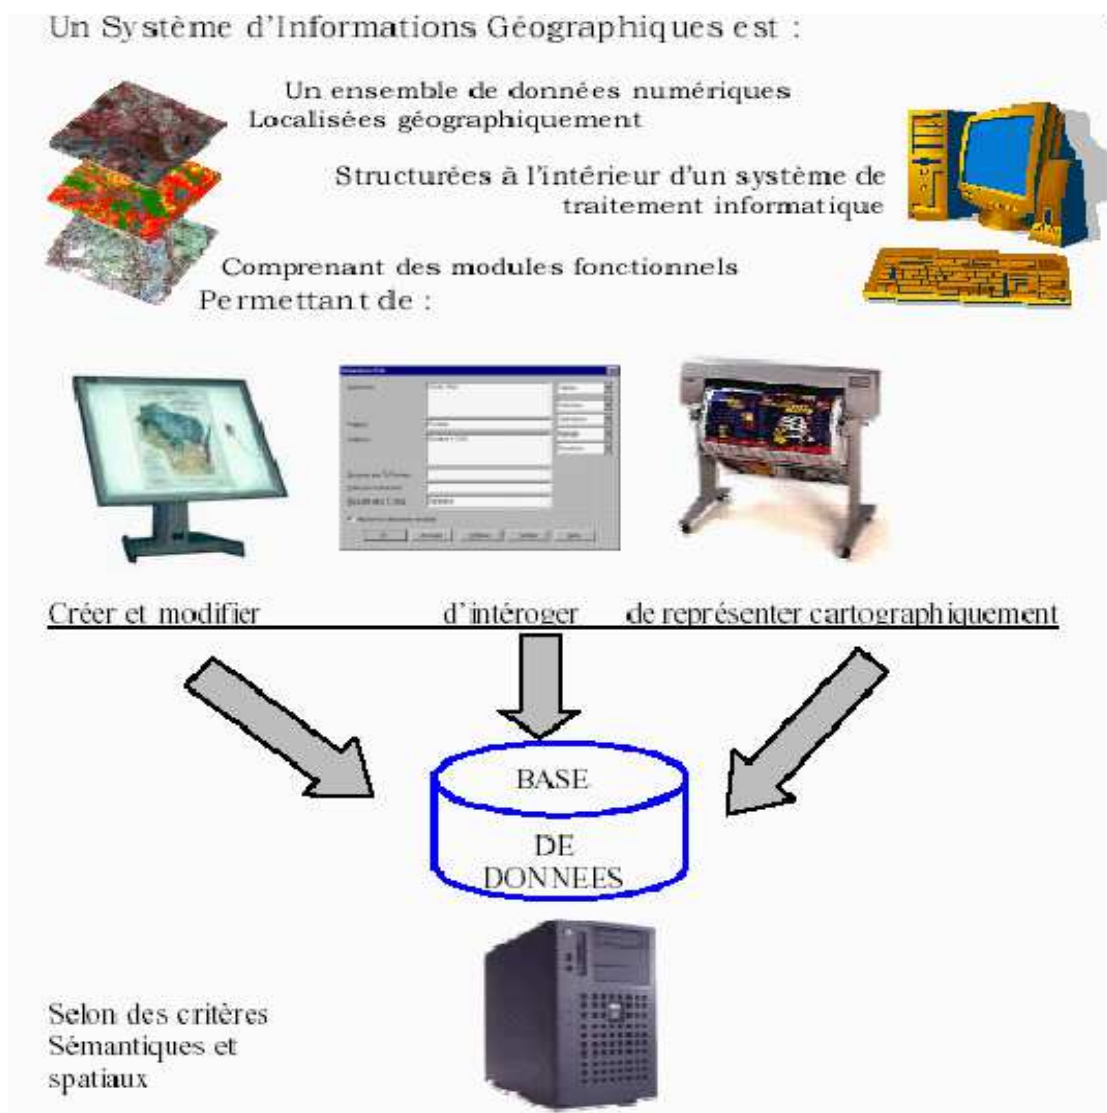 Un Système d'Informations Géographiques est :
Un ensemble de données numériques
Localisées géographiquement
Structurées à l'intérieur d'un système de
traitement informatique
Comprenant des modules fonctionnels
Permettant de :
Créer et modifier d'intéroger de représenter cartographiquement
BASE
DE
DONNEES
Selon des critères
Sémantiques et
spatiaux